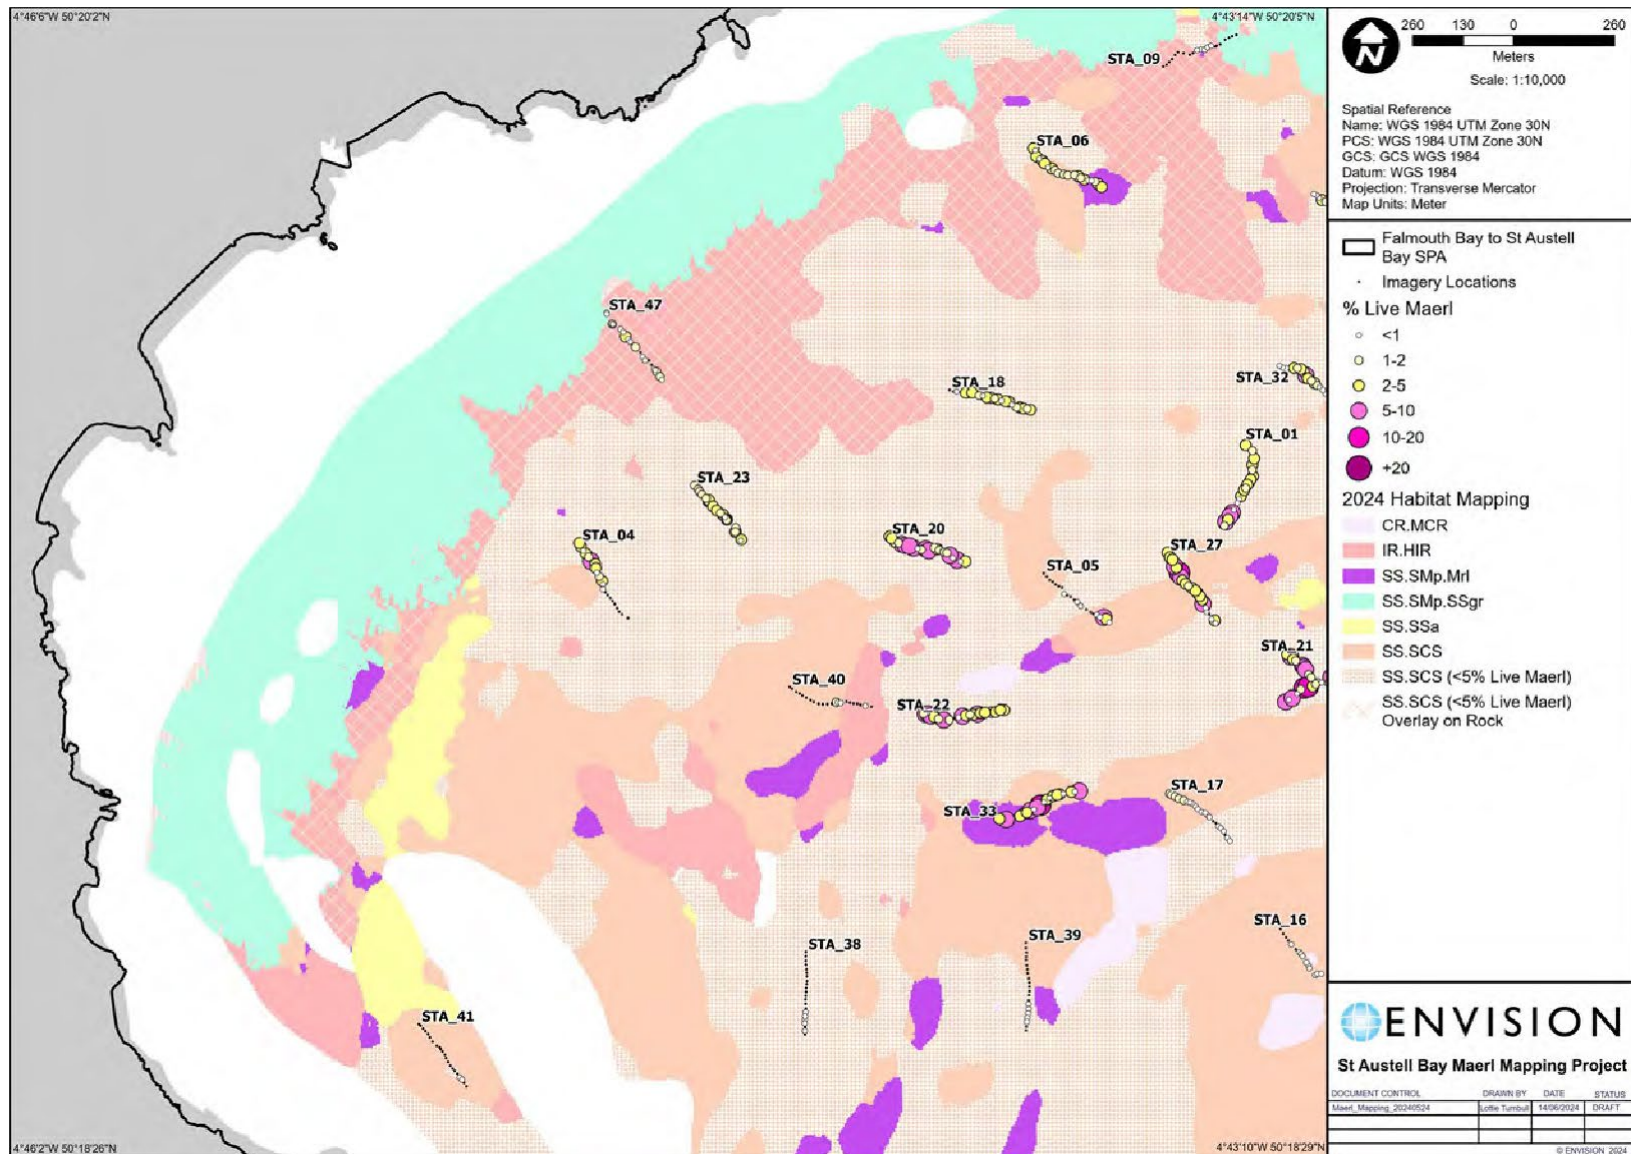 4°46'6"W 50°20'2"N
4°43'14"W 50°20'5"N
STA_09
STA_06
STA_47
STA_18
STA_32
STA_01
STA_23
STA_04
STA_20
STA_27
STA_05
STA_21
STA_40
STA_22
STA_17
STA_33
STA_16
STA_38
STA_39
STA_41
4°46'2"W 50°18'26"N
4°43'10"W 50°18'29"N
N
260 130 0 260
Meters
Scale: 1:10,000
Spatial Reference
Name: WGS 1984 UTM Zone 30N
PCS: WGS 1984 UTM Zone 30N
GCS: GCS WGS 1984
Datum: WGS 1984
Projection: Transverse Mercator
Map Units: Meter
Falmouth Bay to St Austell
Bay SPA
Imagery Locations
% Live Maerl
<1
1-2
2-5
5-10
10-20
+20
2024 Habitat Mapping
CR.MCR
IR.HIR
SS.SMp.Mrl
SS.SMp.SSgr
SS.SSa
SS.SCS
SS.SCS (<5% Live Maerl)
SS.SCS (<5% Live Maerl)
Overlay on Rock
ENVISION
St Austell Bay Maerl Mapping Project
DOCUMENT CONTROL DRAWN BY DATE STATUS
Maerl_Mapping_20240524 Lottie Turnbull 14/06/2024 DRAFT
© ENVISION 2024